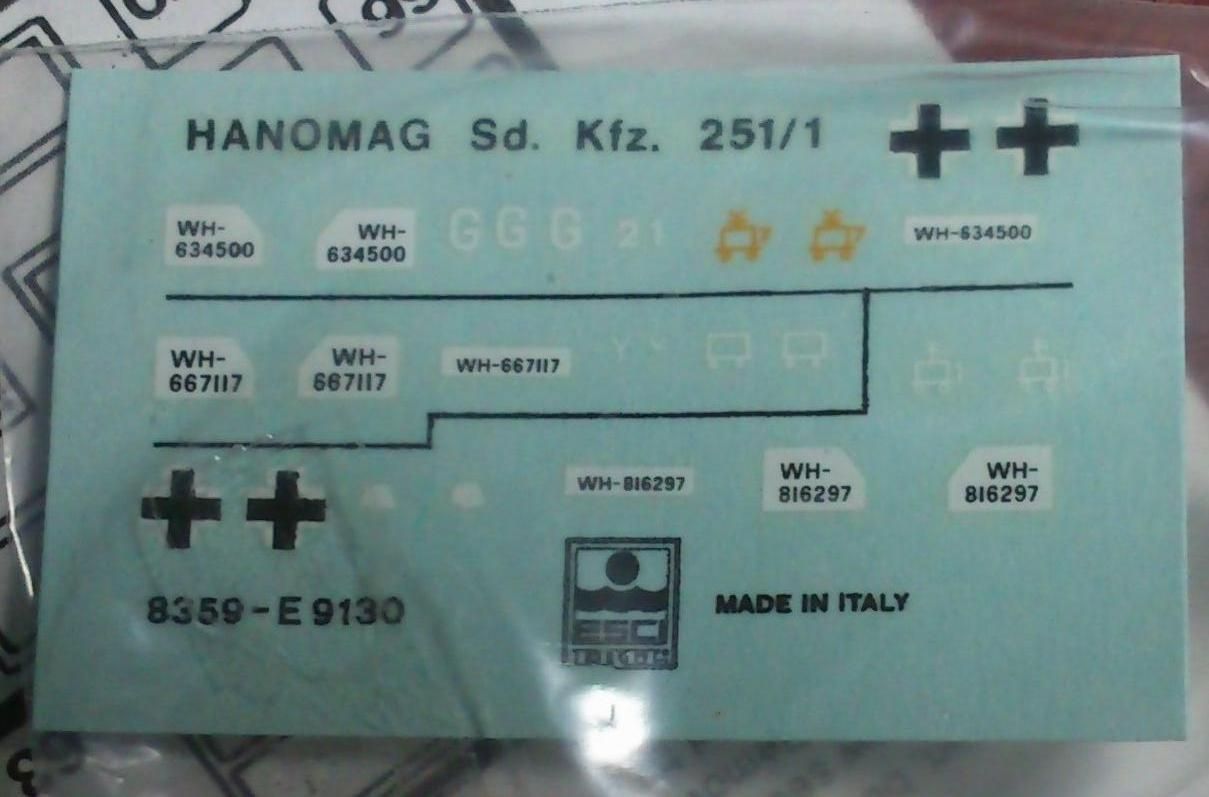 HANOMAG Sd. Kfz. 251/1
WH-
634500
WH-
634500
G G G 21
WH-634500
WH-
667117
WH-
667117
WH-667117
Y Y
WH-816297
WH-
816297
WH-
816297
8359-E 9130
ESCI
MADE IN ITALY